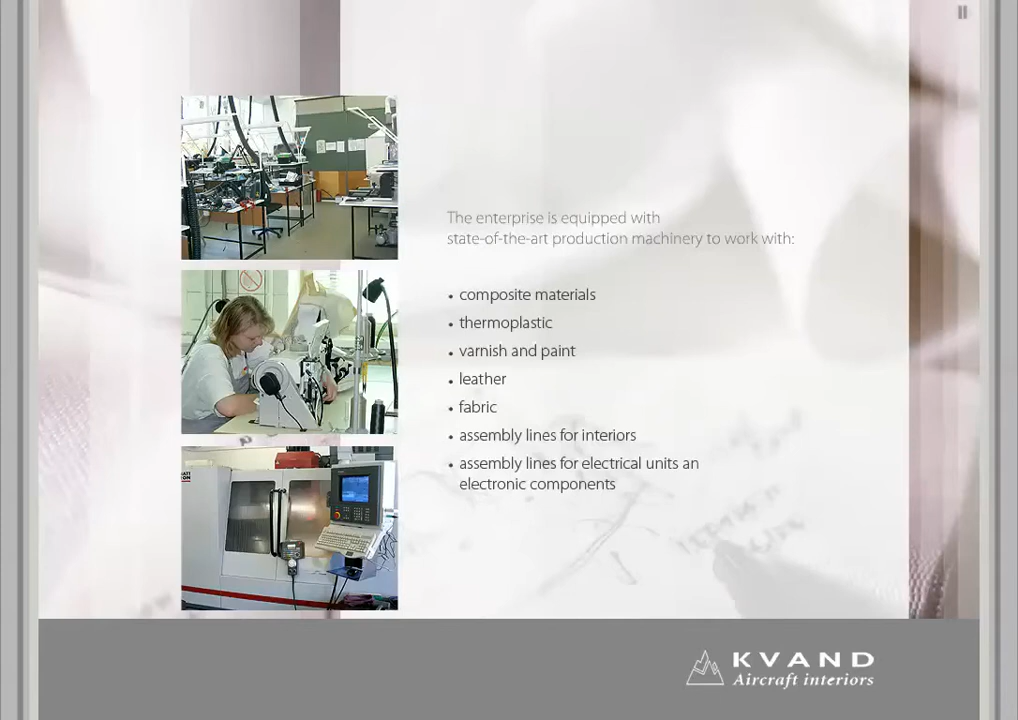 The enterprise is equipped with
state-of-the-art production machinery to work with:
• composite materials
• thermoplastic
• varnish and paint
• leather
• fabric
• assembly lines for interiors
• assembly lines for electrical units an
electronic components
KVAND
Aircraft interiors